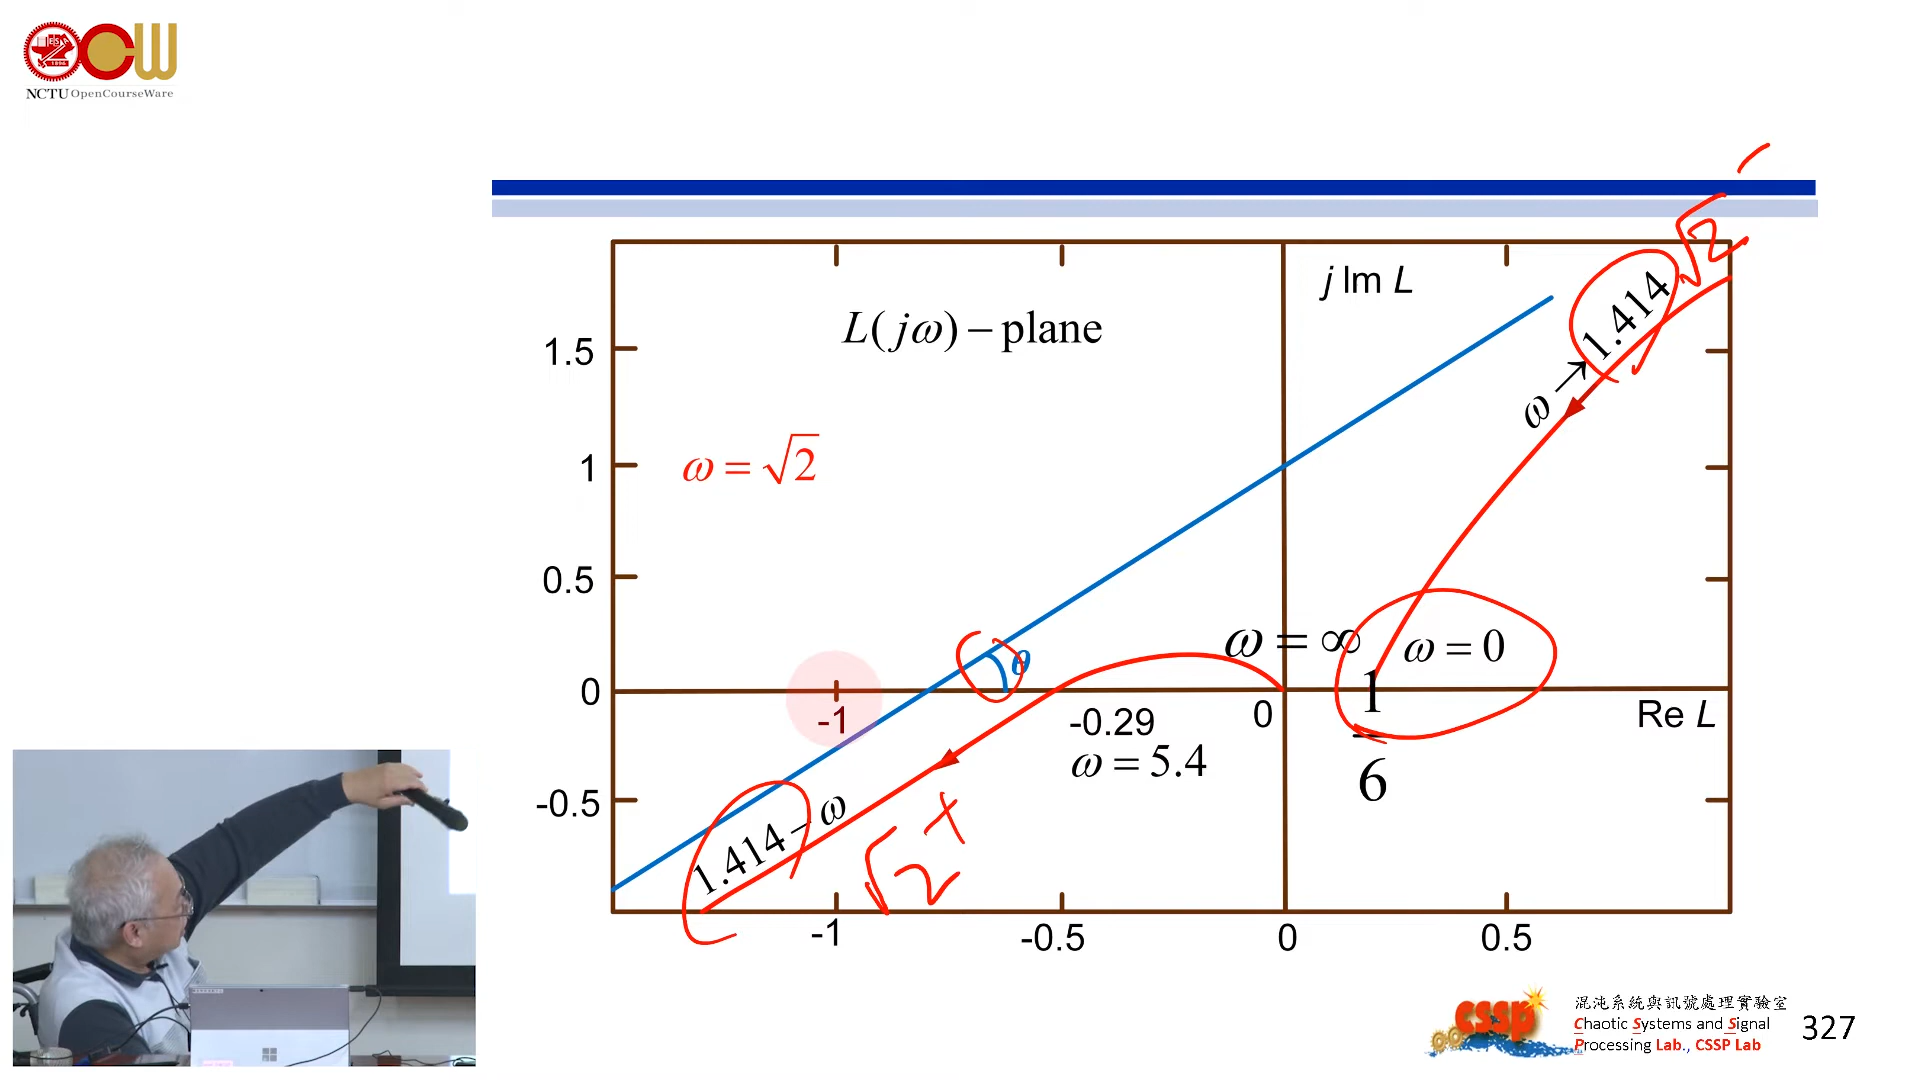 NCTU OpenCourseWare
L(jω) – plane
j Im L
1.5
1
0.5
0
-0.5
ω = √2
ω → 1.414
√2⁻
θ
ω = ∞
ω = 0
1
6
-1
-0.29
0
Re L
ω = 5.4
1.414 – ω
√2⁺
-1
-0.5
0
0.5
CSSP
混沌系統與訊號處理實驗室
Chaotic Systems and Signal
Processing Lab., CSSP Lab
327